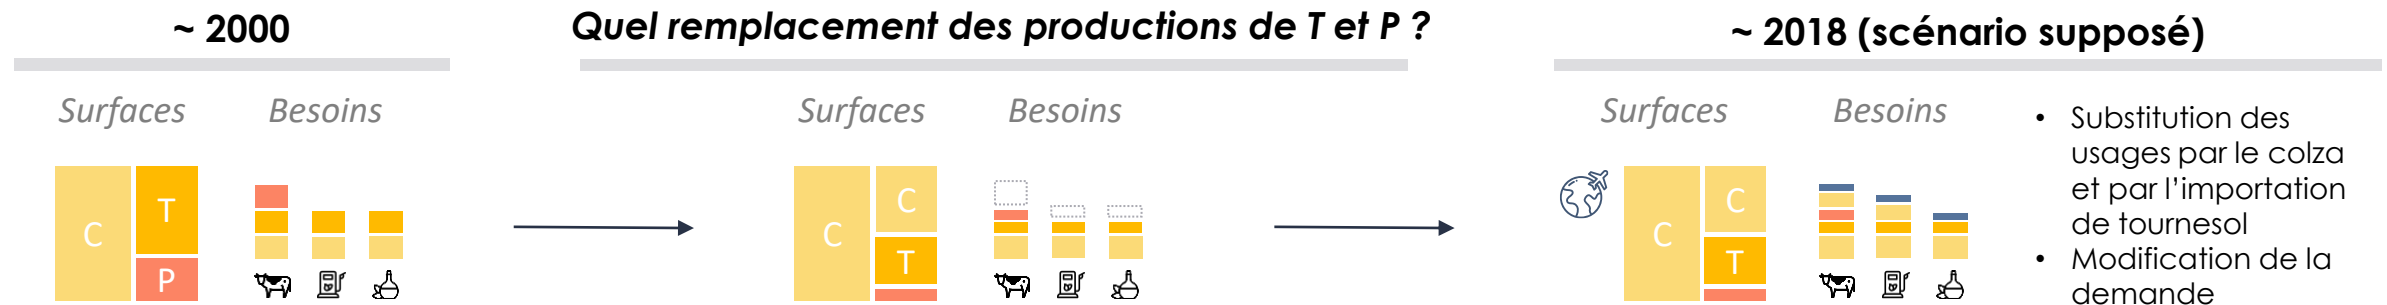 ~ 2000
Quel remplacement des productions de T et P ?
~ 2018 (scénario supposé)
Surfaces
Besoins
C
T
P
Surfaces
Besoins
C
C
T
Surfaces
Besoins
C
C
T
• Substitution des
usages par le colza
et par l’importation
de tournesol
• Modification de la
demande